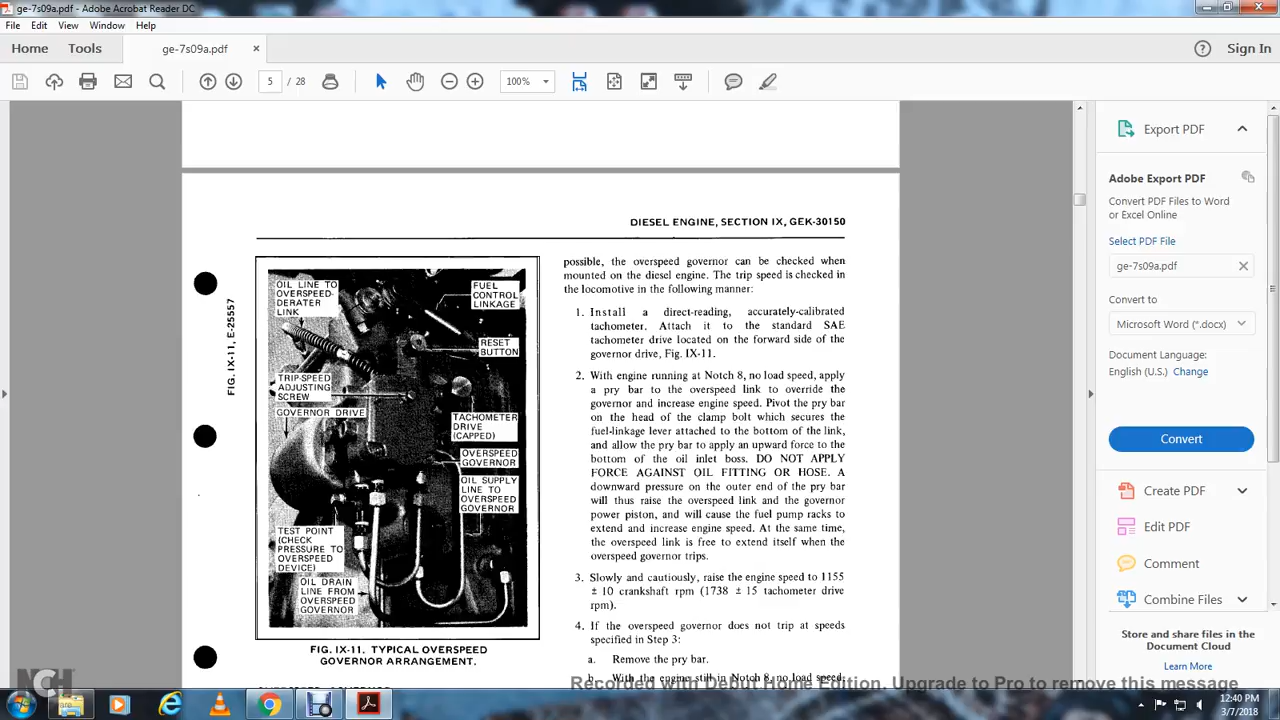 ge-7s09a.pdf - Adobe Acrobat Reader DC
File Edit View Window Help
Home Tools ge-7s09a.pdf × Sign In
5 / 28 100%
DIESEL ENGINE, SECTION IX, GEK-30150
FIG. IX-11, E-25557
OIL LINE TO
OVERSPEED-
DERATER
LINK
FUEL
CONTROL
LINKAGE
RESET
BUTTON
TRIP-SPEED
ADJUSTING
SCREW
GOVERNOR DRIVE
TACHOMETER
DRIVE
(CAPPED)
OVERSPEED
GOVERNOR
OIL SUPPLY
LINE TO
OVERSPEED
GOVERNOR
TEST POINT
(CHECK
PRESSURE TO
OVERSPEED
DEVICE)
OIL DRAIN
LINE FROM
OVERSPEED
GOVERNOR
FIG. IX-11. TYPICAL OVERSPEED
GOVERNOR ARRANGEMENT.
possible, the overspeed governor can be checked when
mounted on the diesel engine. The trip speed is checked in
the locomotive in the following manner:
1. Install a direct-reading, accurately-calibrated
tachometer. Attach it to the standard SAE
tachometer drive located on the forward side of the
governor drive, Fig. IX-11.
2. With engine running at Notch 8, no load speed, apply
a pry bar to the overspeed link to override the
governor and increase engine speed. Pivot the pry bar
on the head of the clamp bolt which secures the
fuel-linkage lever attached to the bottom of the link,
and allow the pry bar to apply an upward force to the
bottom of the oil inlet boss. DO NOT APPLY
FORCE AGAINST OIL FITTING OR HOSE. A
downward pressure on the outer end of the pry bar
will thus raise the overspeed link and the governor
power piston, and will cause the fuel pump racks to
extend and increase engine speed. At the same time,
the overspeed link is free to extend itself when the
overspeed governor trips.
3. Slowly and cautiously, raise the engine speed to 1155
± 10 crankshaft rpm (1738 ± 15 tachometer drive
rpm).
4. If the overspeed governor does not trip at speeds
specified in Step 3:
a. Remove the pry bar.
b. With the engine still in Notch 8, no load speed,
Export PDF
Adobe Export PDF
Convert PDF Files to Word
or Excel Online
Select PDF File
ge-7s09a.pdf
Convert to
Microsoft Word (*.docx)
Document Language:
English (U.S.) Change
Convert
Create PDF
Edit PDF
Comment
Combine Files
Store and share files in the
Document Cloud
Learn More
NCH
Recorded with Debut Home Edition. Upgrade to Pro to remove this message
12:40 PM
3/7/2018